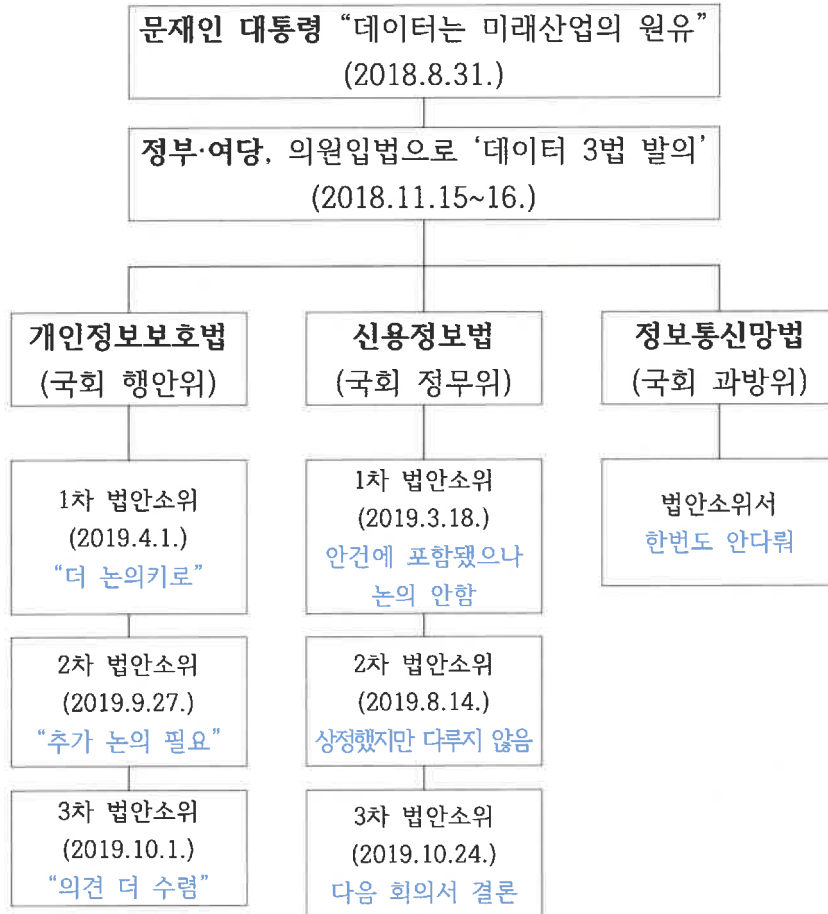 문재인 대통령 “데이터는 미래산업의 원유”
(2018.8.31.)
정부·여당, 의원입법으로 ‘데이터 3법 발의’
(2018.11.15~16.)
개인정보보호법
(국회 행안위)
1차 법안소위
(2019.4.1.)
“더 논의키로”
2차 법안소위
(2019.9.27.)
“추가 논의 필요”
3차 법안소위
(2019.10.1.)
“의견 더 수렴”
신용정보법
(국회 정무위)
1차 법안소위
(2019.3.18.)
안건에 포함됐으나
논의 안함
2차 법안소위
(2019.8.14.)
상정했지만 다루지 않음
3차 법안소위
(2019.10.24.)
다음 회의서 결론
정보통신망법
(국회 과방위)
법안소위서
한번도 안다뤄